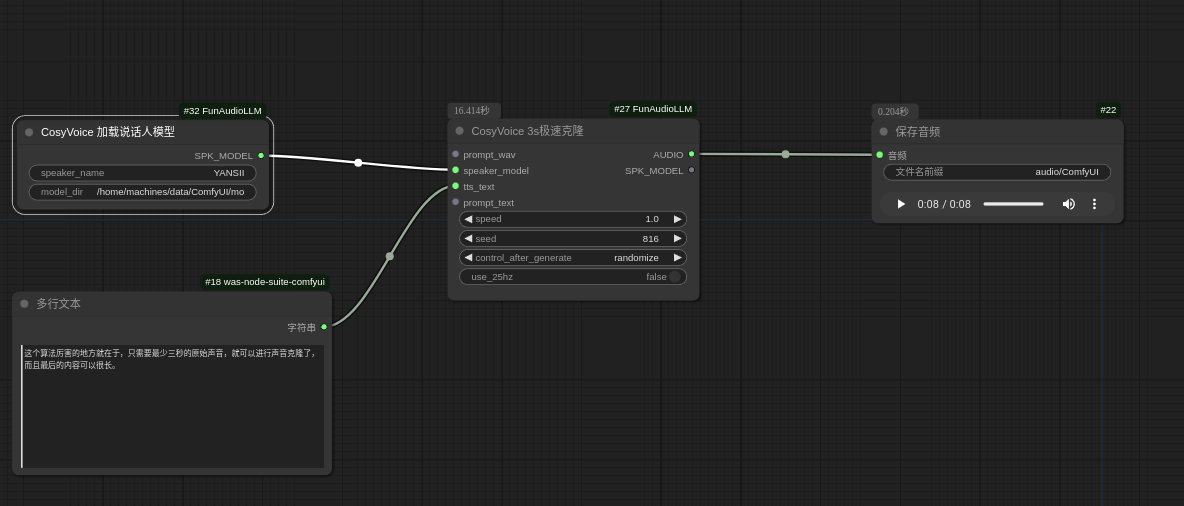 #32 FunAudioLLM
CosyVoice 加载说话人模型
SPK_MODEL
speaker_name YANSII
model_dir /home/machines/data/ComfyUI/mo
#18 was-node-suite-comfyui
多行文本
字符串
这个算法厉害的地方就在于，只需要最少三秒的原始声音，就可以进行声音克隆了，
而且最后的内容可以很长。
16.414秒
#27 FunAudioLLM
CosyVoice 3s极速克隆
prompt_wav AUDIO
speaker_model SPK_MODEL
tts_text
prompt_text
speed 1.0
seed 816
control_after_generate randomize
use_25hz false
0.204秒
#22
保存音频
音频
文件名前缀 audio/ComfyUI
0:08 / 0:08